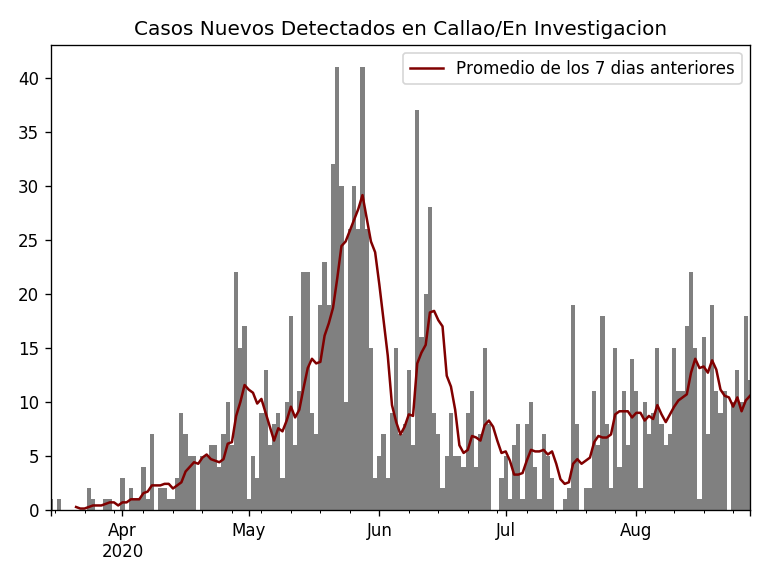 Casos Nuevos Detectados en Callao/En Investigacion
Promedio de los 7 dias anteriores
40
35
30
25
20
15
10
5
0
Apr
2020
May
Jun
Jul
Aug